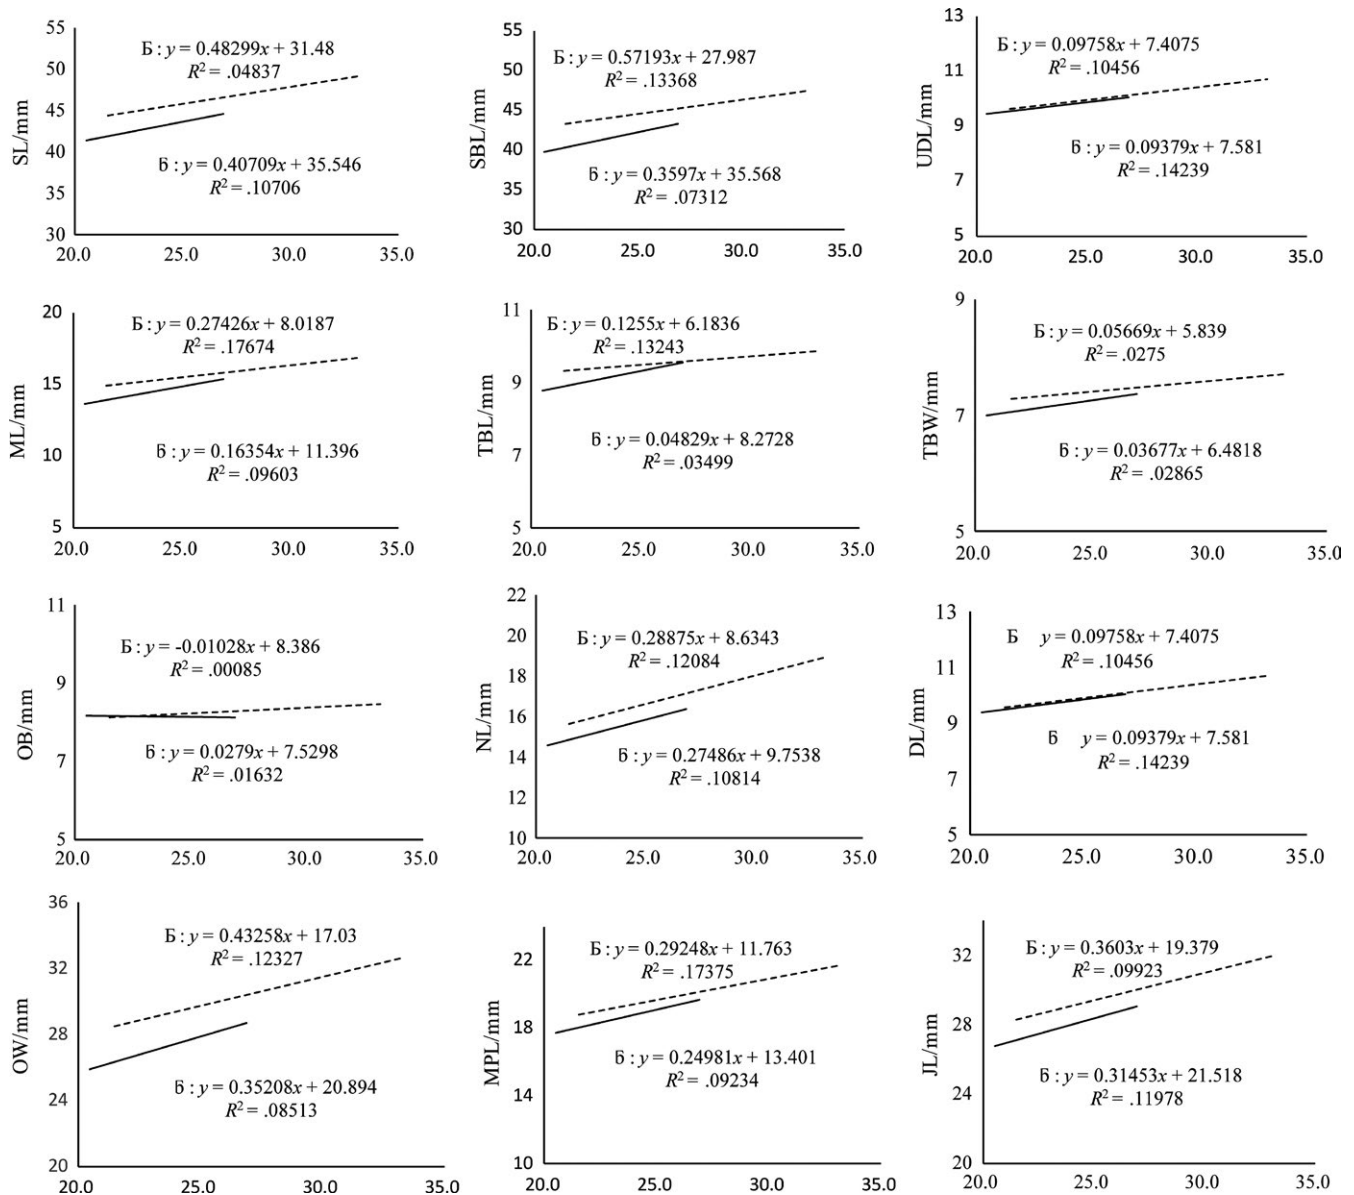 55
50
45
40
35
30
SL/mm
Б : y = 0.48299x + 31.48
R² = .04837
ƃ : y = 0.40709x + 35.546
R² = .10706
20.0 25.0 30.0 35.0
55
50
45
40
35
30
SBL/mm
Б : y = 0.57193x + 27.987
R² = .13368
ƃ : y = 0.3597x + 35.568
R² = .07312
20.0 25.0 30.0 35.0
13
11
9
7
5
UDL/mm
Б : y = 0.09758x + 7.4075
R² = .10456
ƃ : y = 0.09379x + 7.581
R² = .14239
20.0 25.0 30.0 35.0
20
15
10
5
ML/mm
Б : y = 0.27426x + 8.0187
R² = .17674
ƃ : y = 0.16354x + 11.396
R² = .09603
20.0 25.0 30.0 35.0
11
9
7
5
TBL/mm
Б : y = 0.1255x + 6.1836
R² = .13243
ƃ : y = 0.04829x + 8.2728
R² = .03499
20.0 25.0 30.0 35.0
9
7
5
TBW/mm
Б : y = 0.05669x + 5.839
R² = .0275
ƃ : y = 0.03677x + 6.4818
R² = .02865
20.0 25.0 30.0 35.0
11
9
7
5
OB/mm
Б : y = -0.01028x + 8.386
R² = .00085
ƃ : y = 0.0279x + 7.5298
R² = .01632
20.0 25.0 30.0 35.0
22
20
18
16
14
12
10
NL/mm
Б : y = 0.28875x + 8.6343
R² = .12084
ƃ : y = 0.27486x + 9.7538
R² = .10814
20.0 25.0 30.0 35.0
13
11
9
7
5
DL/mm
Б y = 0.09758x + 7.4075
R² = .10456
ƃ y = 0.09379x + 7.581
R² = .14239
20.0 25.0 30.0 35.0
36
32
28
24
20
OW/mm
Б : y = 0.43258x + 17.03
R² = .12327
ƃ : y = 0.35208x + 20.894
R² = .08513
20.0 25.0 30.0 35.0
22
18
14
10
MPL/mm
Б : y = 0.29248x + 11.763
R² = .17375
ƃ : y = 0.24981x + 13.401
R² = .09234
20.0 25.0 30.0 35.0
32
28
24
20
JL/mm
Б : y = 0.3603x + 19.379
R² = .09923
ƃ : y = 0.31453x + 21.518
R² = .11978
20.0 25.0 30.0 35.0